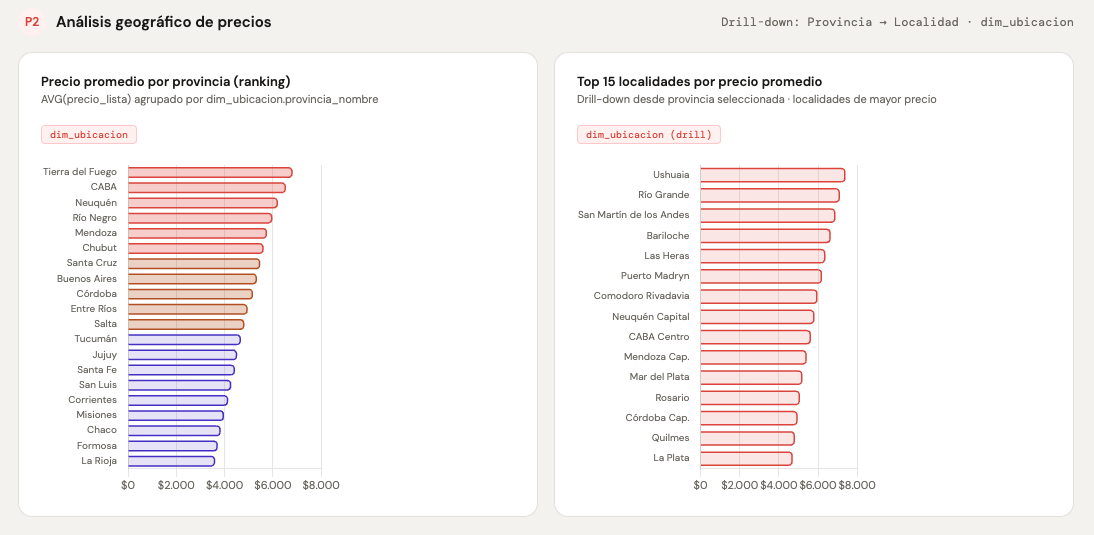 P2 Análisis geográfico de precios
Drill-down: Provincia → Localidad · dim_ubicacion
Precio promedio por provincia (ranking)
AVG(precio_lista) agrupado por dim_ubicacion.provincia_nombre
dim_ubicacion
Tierra del Fuego
CABA
Neuquén
Río Negro
Mendoza
Chubut
Santa Cruz
Buenos Aires
Córdoba
Entre Ríos
Salta
Tucumán
Jujuy
Santa Fe
San Luis
Corrientes
Misiones
Chaco
Formosa
La Rioja
$0 $2.000 $4.000 $6.000 $8.000
Top 15 localidades por precio promedio
Drill-down desde provincia seleccionada · localidades de mayor precio
dim_ubicacion (drill)
Ushuaia
Río Grande
San Martín de los Andes
Bariloche
Las Heras
Puerto Madryn
Comodoro Rivadavia
Neuquén Capital
CABA Centro
Mendoza Cap.
Mar del Plata
Rosario
Córdoba Cap.
Quilmes
La Plata
$0 $2.000 $4.000 $6.000 $8.000